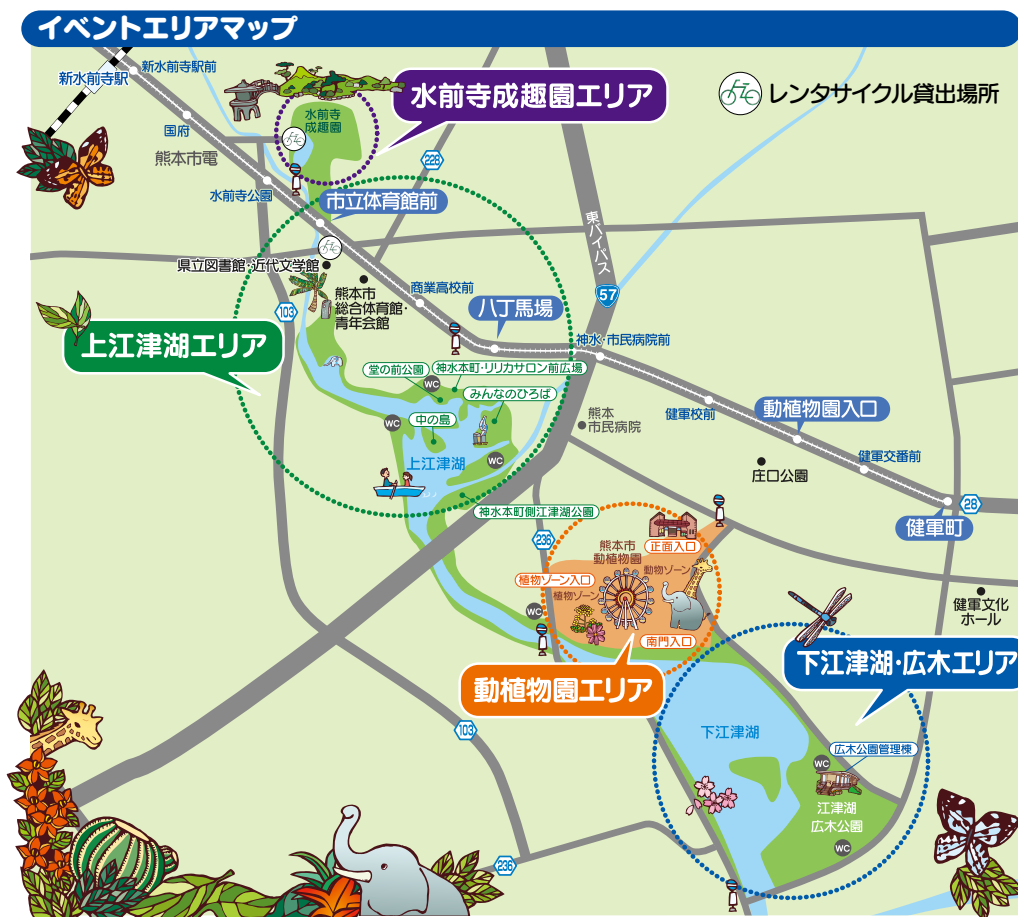 イベントエリアマップ
新水前寺駅
新水前寺駅前
水前寺成趣園エリア
レンタサイクル貸出場所
水前寺
成趣園
国府
熊本市電
228
水前寺公園
市立体育館前
東バイパス
57
県立図書館・近代文学館
熊本市
総合体育館・
青年会館
商業高校前
103
八丁馬場
神水・市民病院前
上江津湖エリア
堂の前公園
神水本町・リリカサロン前広場
WC
みんなのひろば
中の島
WC
熊本
市民病院
健軍校前
動植物園入口
上江津湖
WC
健軍交番前
庄口公園
神水本町側江津湖公園
28
健軍町
236
熊本市
動植物園
正面入口
動物ゾーン
植物ゾーン入口
植物ゾーン
WC
南門入口
健軍文化
ホール
動植物園エリア
下江津湖・広木エリア
103
下江津湖
広木公園管理棟
WC
江津湖
広木公園
WC
236